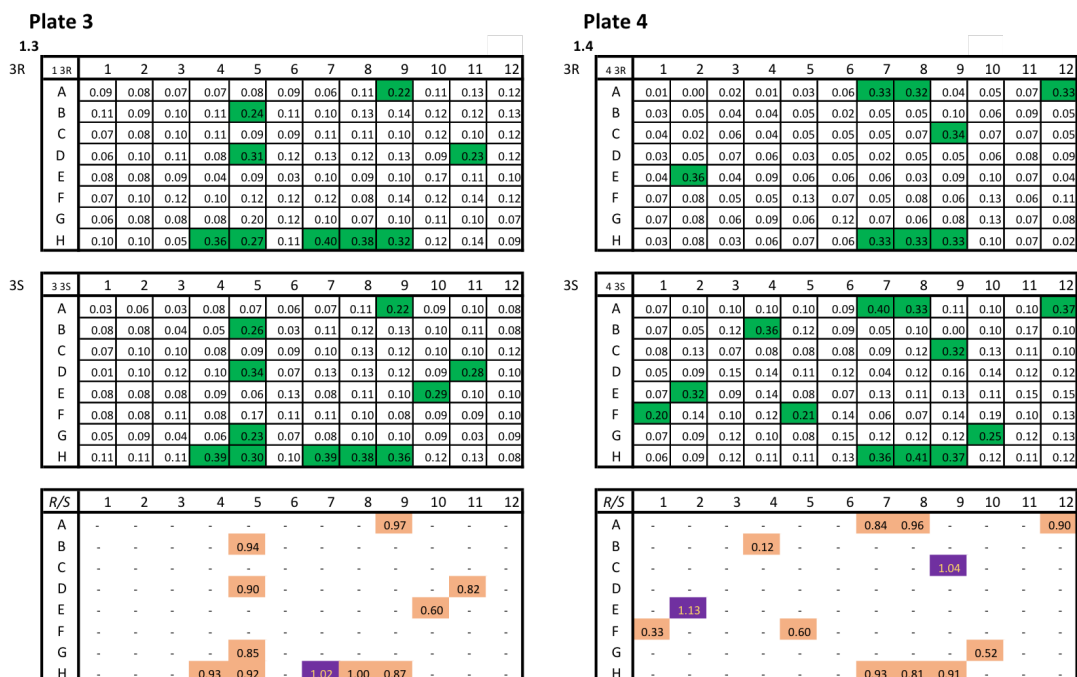 Plate 3
Plate 4
1.3
1.4
3R 1 3R 1 2 3 4 5 6 7 8 9 10 11 12
A 0.09 0.08 0.07 0.07 0.08 0.09 0.06 0.11 0.22 0.11 0.13 0.12
B 0.11 0.09 0.10 0.11 0.24 0.11 0.10 0.13 0.14 0.12 0.12 0.13
C 0.07 0.08 0.10 0.11 0.09 0.09 0.11 0.11 0.10 0.12 0.10 0.12
D 0.06 0.10 0.11 0.08 0.31 0.12 0.13 0.12 0.13 0.09 0.23 0.12
E 0.08 0.08 0.09 0.04 0.09 0.03 0.10 0.09 0.10 0.17 0.11 0.10
F 0.07 0.10 0.12 0.10 0.12 0.12 0.12 0.08 0.14 0.12 0.14 0.12
G 0.06 0.08 0.08 0.08 0.20 0.12 0.10 0.07 0.10 0.11 0.10 0.07
H 0.10 0.10 0.05 0.36 0.27 0.11 0.40 0.38 0.32 0.12 0.14 0.09
3R 4 3R 1 2 3 4 5 6 7 8 9 10 11 12
A 0.01 0.00 0.02 0.01 0.03 0.06 0.33 0.32 0.04 0.05 0.07 0.33
B 0.03 0.05 0.04 0.04 0.05 0.02 0.05 0.05 0.10 0.06 0.09 0.05
C 0.04 0.02 0.06 0.04 0.05 0.05 0.05 0.07 0.34 0.07 0.07 0.05
D 0.03 0.05 0.07 0.06 0.03 0.05 0.02 0.05 0.05 0.06 0.08 0.09
E 0.04 0.36 0.04 0.09 0.06 0.06 0.06 0.03 0.09 0.10 0.07 0.04
F 0.07 0.08 0.05 0.05 0.13 0.07 0.05 0.08 0.06 0.13 0.06 0.11
G 0.07 0.08 0.06 0.09 0.06 0.12 0.07 0.06 0.08 0.13 0.07 0.08
H 0.03 0.08 0.03 0.06 0.07 0.06 0.33 0.33 0.33 0.10 0.07 0.02
3S 3 3S 1 2 3 4 5 6 7 8 9 10 11 12
A 0.03 0.06 0.03 0.08 0.07 0.06 0.07 0.11 0.22 0.09 0.10 0.08
B 0.08 0.08 0.04 0.05 0.26 0.03 0.11 0.12 0.13 0.10 0.11 0.08
C 0.07 0.10 0.10 0.08 0.09 0.09 0.10 0.13 0.12 0.10 0.10 0.12
D 0.01 0.10 0.12 0.10 0.34 0.07 0.13 0.13 0.12 0.09 0.28 0.10
E 0.08 0.08 0.08 0.09 0.06 0.13 0.08 0.11 0.10 0.29 0.10 0.10
F 0.08 0.08 0.11 0.08 0.17 0.11 0.11 0.10 0.08 0.09 0.09 0.10
G 0.05 0.09 0.04 0.06 0.23 0.07 0.08 0.10 0.10 0.09 0.03 0.09
H 0.11 0.11 0.11 0.39 0.30 0.10 0.39 0.38 0.36 0.12 0.13 0.08
3S 4 3S 1 2 3 4 5 6 7 8 9 10 11 12
A 0.07 0.10 0.10 0.10 0.10 0.09 0.40 0.33 0.11 0.10 0.10 0.37
B 0.07 0.05 0.12 0.36 0.12 0.09 0.05 0.10 0.00 0.10 0.17 0.10
C 0.08 0.13 0.07 0.08 0.08 0.08 0.09 0.12 0.32 0.13 0.11 0.10
D 0.05 0.09 0.15 0.14 0.11 0.12 0.04 0.12 0.16 0.14 0.12 0.12
E 0.07 0.32 0.09 0.14 0.08 0.07 0.13 0.11 0.13 0.11 0.15 0.15
F 0.20 0.14 0.10 0.12 0.21 0.14 0.06 0.07 0.14 0.19 0.10 0.13
G 0.07 0.09 0.12 0.10 0.08 0.15 0.12 0.12 0.12 0.25 0.12 0.13
H 0.06 0.09 0.12 0.11 0.11 0.13 0.36 0.41 0.37 0.12 0.11 0.12
R/S 1 2 3 4 5 6 7 8 9 10 11 12
A - - - - - - - - 0.97 - - -
B - - - - 0.94 - - - - - - -
C - - - - - - - - - - - -
D - - - - 0.90 - - - - - 0.82 -
E - - - - - - - - - 0.60 - -
F - - - - - - - - - - - -
G - - - - 0.85 - - - - - - -
H - - - 0.93 0.92 - 1.02 1.00 0.87 - - -
R/S 1 2 3 4 5 6 7 8 9 10 11 12
A - - - - - - 0.84 0.96 - - - 0.90
B - - - 0.12 - - - - - - - -
C - - - - - - - - 1.04 - - -
D - - - - - - - - - - - -
E - 1.13 - - - - - - - - - -
F 0.33 - - - 0.60 - - - - - - -
G - - - - - - - - - 0.52 - -
H - - - - - - 0.93 0.81 0.91 - - -